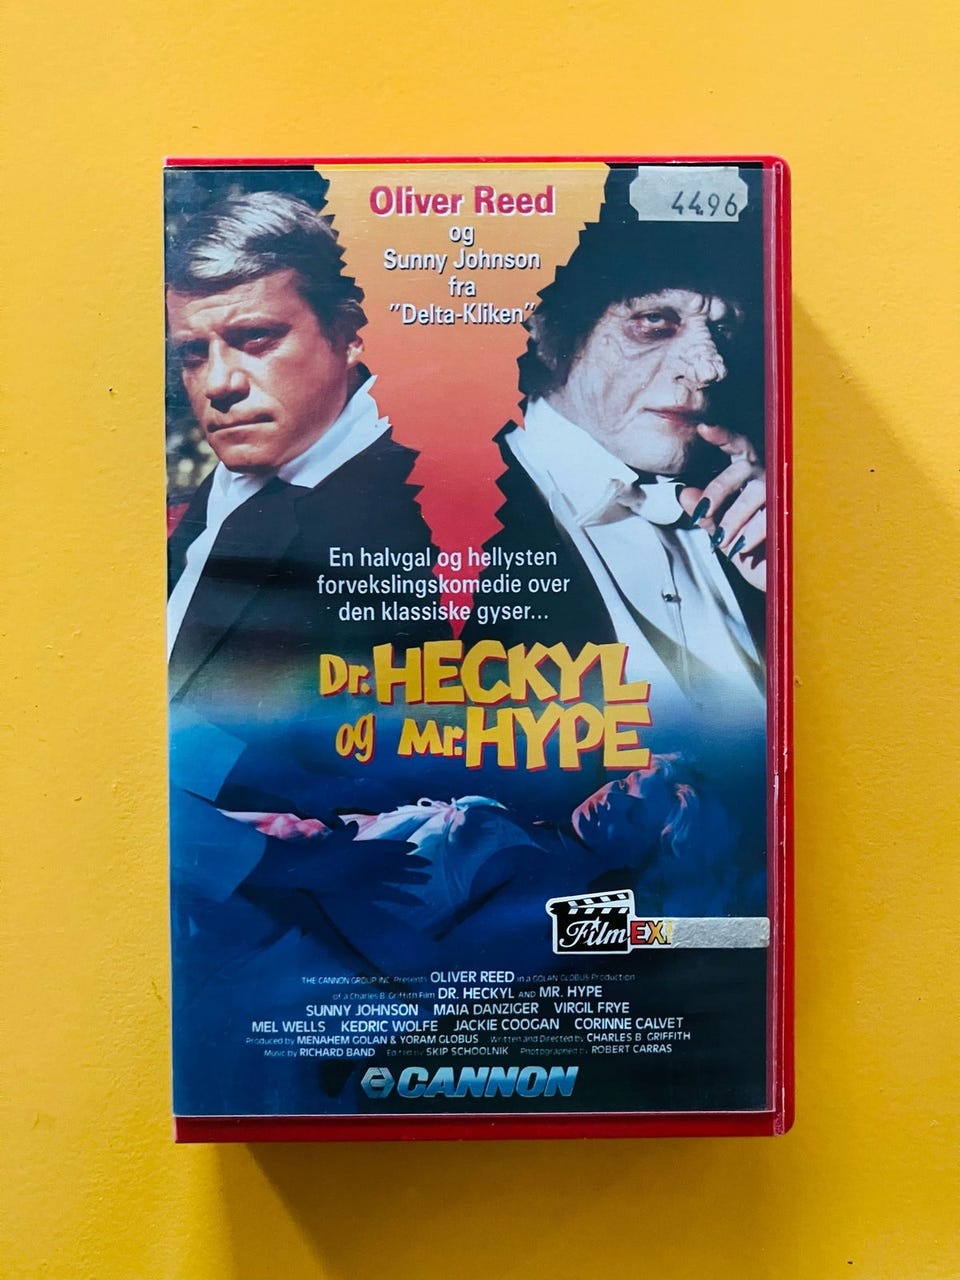 4496
Oliver Reed
og
Sunny Johnson
fra
"Delta-Kliken"
En halvgal og hellysten
forvekslingskomedie over
den klassiske gyser...
Dr. HECKYL
og Mr. HYPE
Film EX
THE CANNON GROUP INC. Presents OLIVER REED in a GOLAN GLOBUS Production
of a Charles B. Griffith Film DR. HECKYL AND MR. HYPE
SUNNY JOHNSON MAIA DANZIGER VIRGIL FRYE
MEL WELLS KEDRIC WOLFE JACKIE COOGAN CORINNE CALVET
Produced by MENAHEM GOLAN & YORAM GLOBUS Written and Directed by CHARLES B. GRIFFITH
Music by RICHARD BAND Edited by SKIP SCHOOLNIK Photographed by ROBERT CARRAS
CANNON